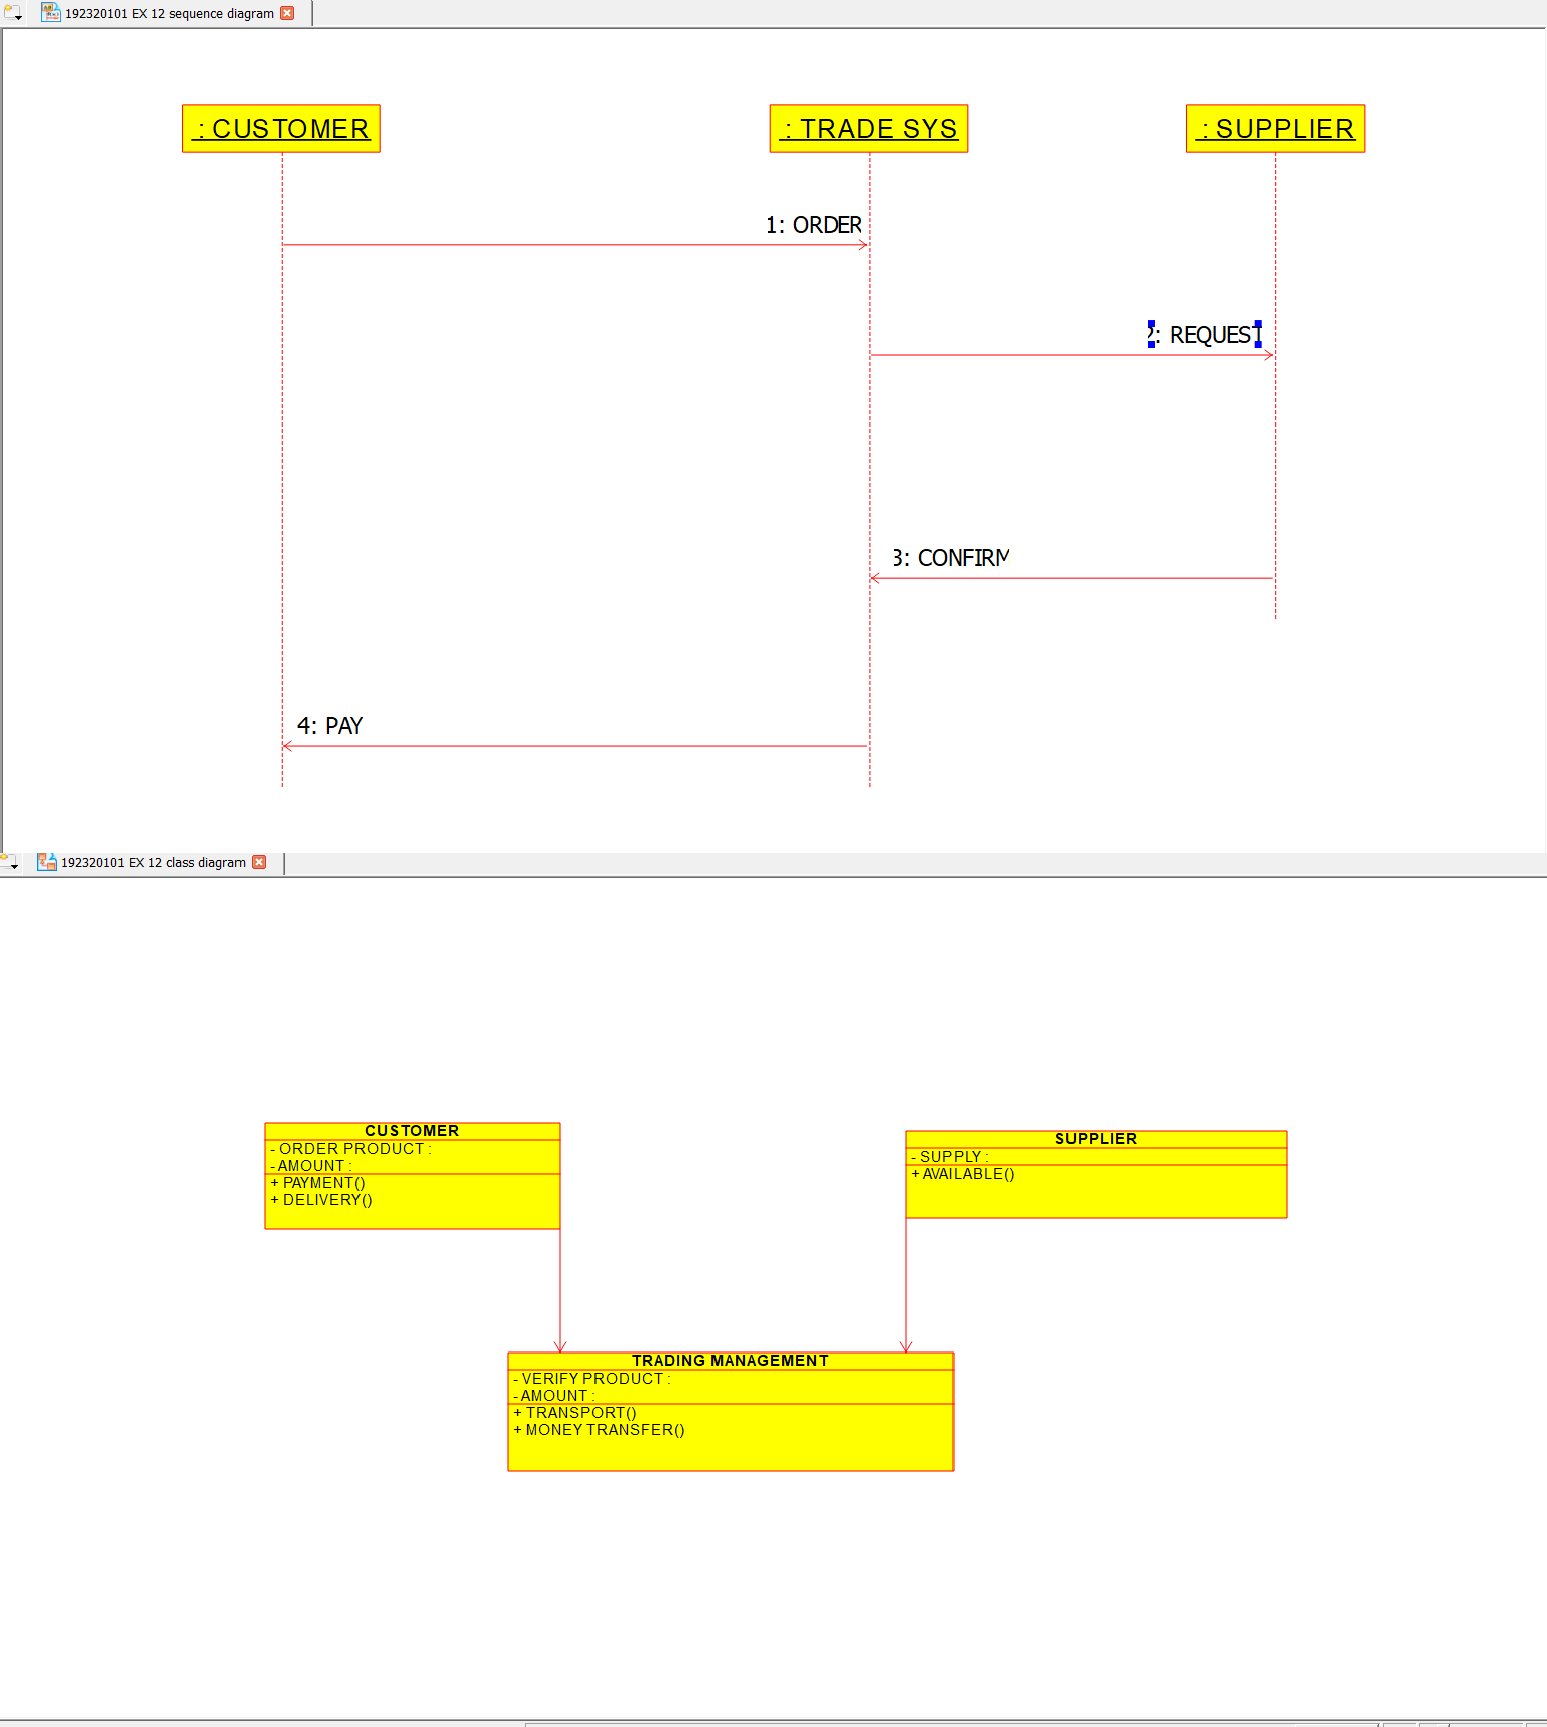 192320101 EX 12 sequence diagram
: CUSTOMER
: TRADE SYS
: SUPPLIER
1: ORDER
2: REQUEST
3: CONFIRM
4: PAY
192320101 EX 12 class diagram
CUSTOMER
- ORDER PRODUCT :
- AMOUNT :
+ PAYMENT()
+ DELIVERY()
SUPPLIER
- SUPPLY :
+ AVAILABLE()
TRADING MANAGEMENT
- VERIFY PRODUCT :
- AMOUNT :
+ TRANSPORT()
+ MONEY TRANSFER()